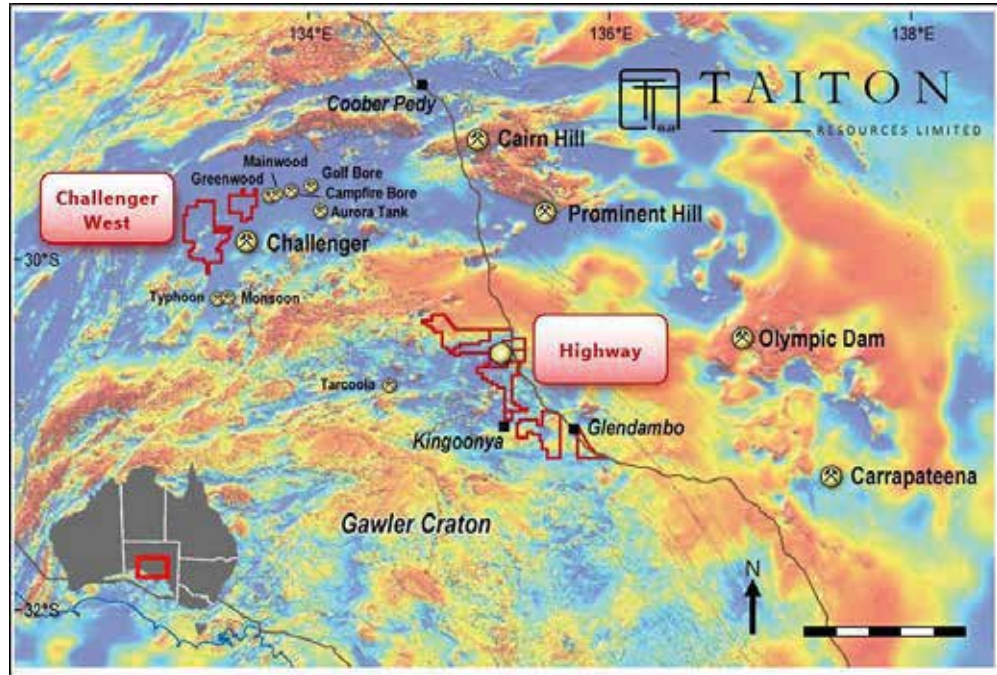 134°E
136°E
138°E
TAITON
RESOURCES LIMITED
Coober Pedy
Cairn Hill
Mainwood
Golf Bore
Greenwood
Campfire Bore
Aurora Tank
Challenger
West
Prominent Hill
Challenger
30°S
Typhoon
Monsoon
Highway
Olympic Dam
Tarcoola
Kingoonya
Glendambo
Carrapateena
Gawler Craton
N
32°S